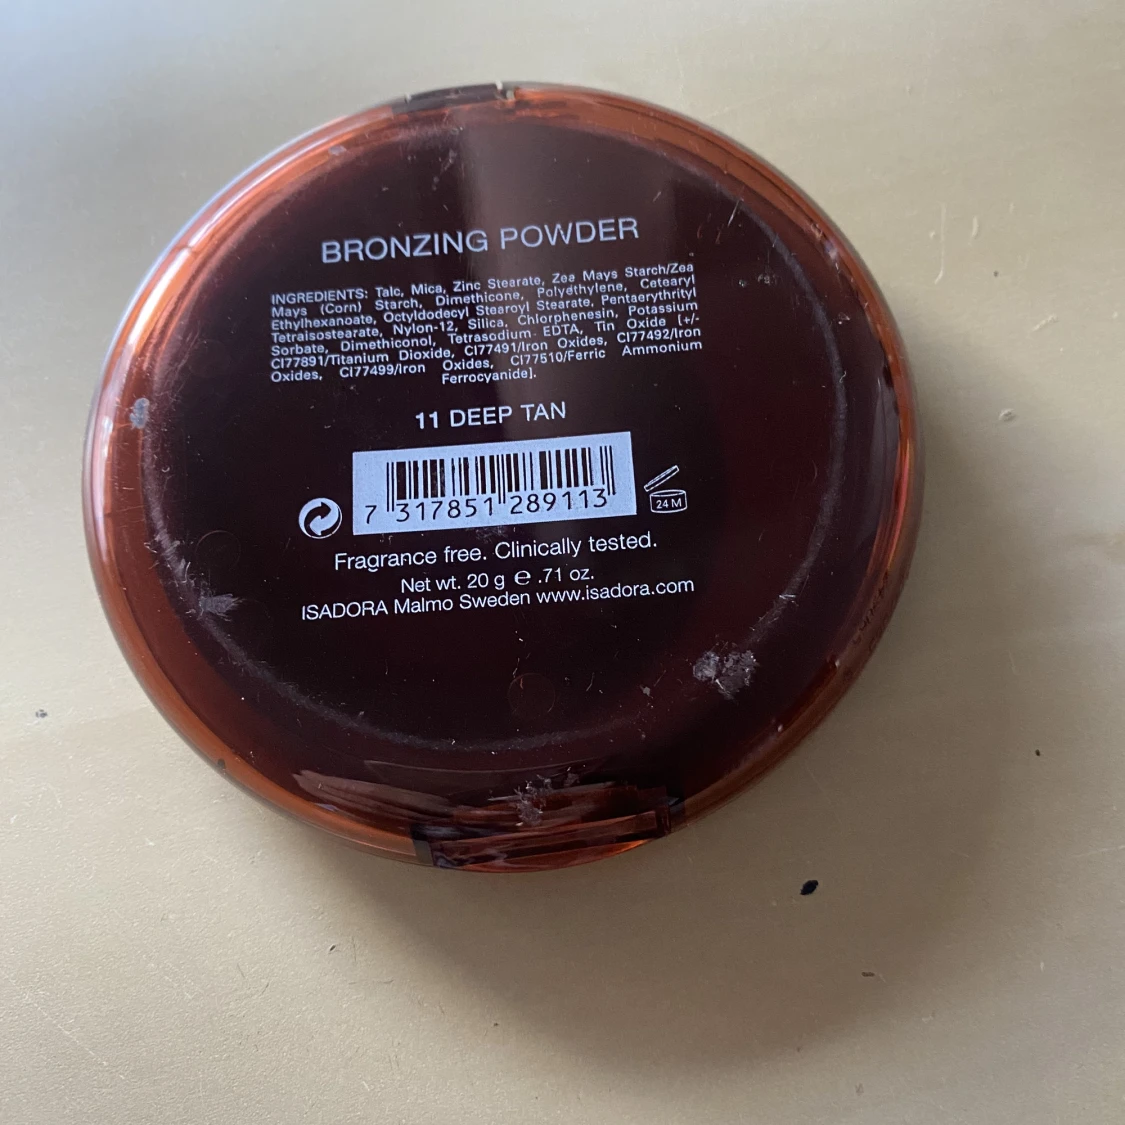 BRONZING POWDER
INGREDIENTS: Talc, Mica, Zinc Stearate, Zea Mays Starch/Zea
Mays (Corn) Starch, Dimethicone, Polyethylene, Cetearyl
Ethylhexanoate, Octyldodecyl Stearoyl Stearate, Pentaerythrityl
Tetraisostearate, Nylon-12, Silica, Chlorphenesin, Potassium
Sorbate, Dimethiconol, Tetrasodium EDTA, Tin Oxide [+/-
CI77891/Titanium Dioxide, CI77491/Iron Oxides, CI77492/Iron
Oxides, CI77499/Iron Oxides, CI77510/Ferric Ammonium
Ferrocyanide].
11 DEEP TAN
7 317851 289113
24 M
Fragrance free. Clinically tested.
Net wt. 20 g ℮ .71 oz.
ISADORA Malmo Sweden www.isadora.com